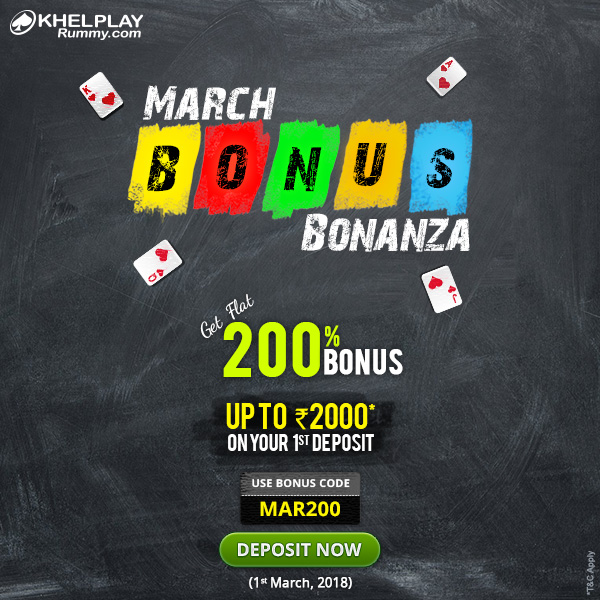 KHELPLAY
Rummy.com
K
A
MARCH
BONUS
BONANZA
Q
J
Get Flat
200% BONUS
UP TO ₹2000*
ON YOUR 1ST DEPOSIT
USE BONUS CODE
MAR200
DEPOSIT NOW
(1st March, 2018)
*T&C Apply